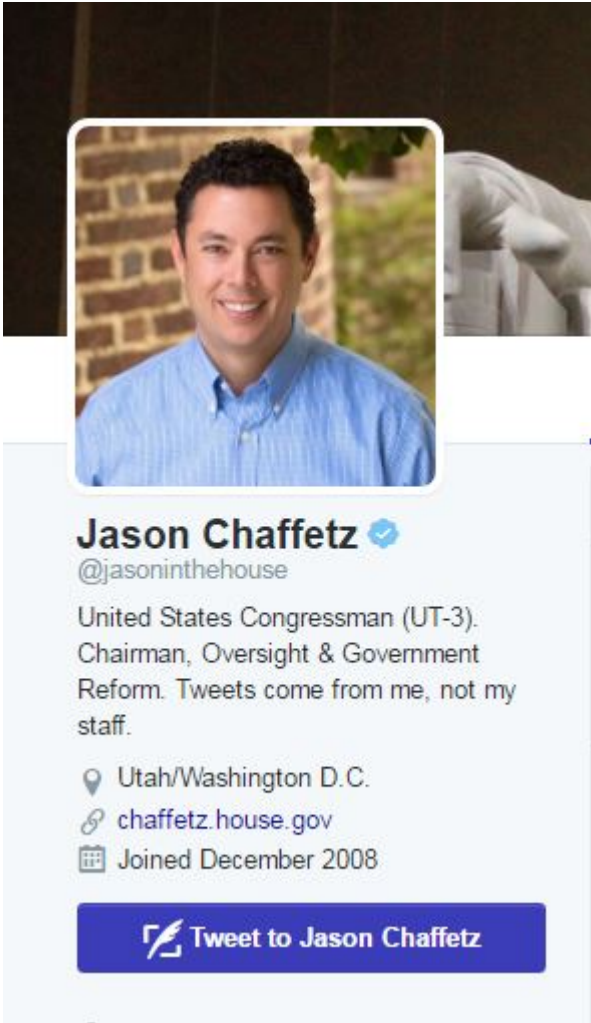 Jason Chaffetz
@jasoninthehouse
United States Congressman (UT-3).
Chairman, Oversight & Government
Reform. Tweets come from me, not my
staff.
Utah/Washington D.C.
chaffetz.house.gov
Joined December 2008
Tweet to Jason Chaffetz